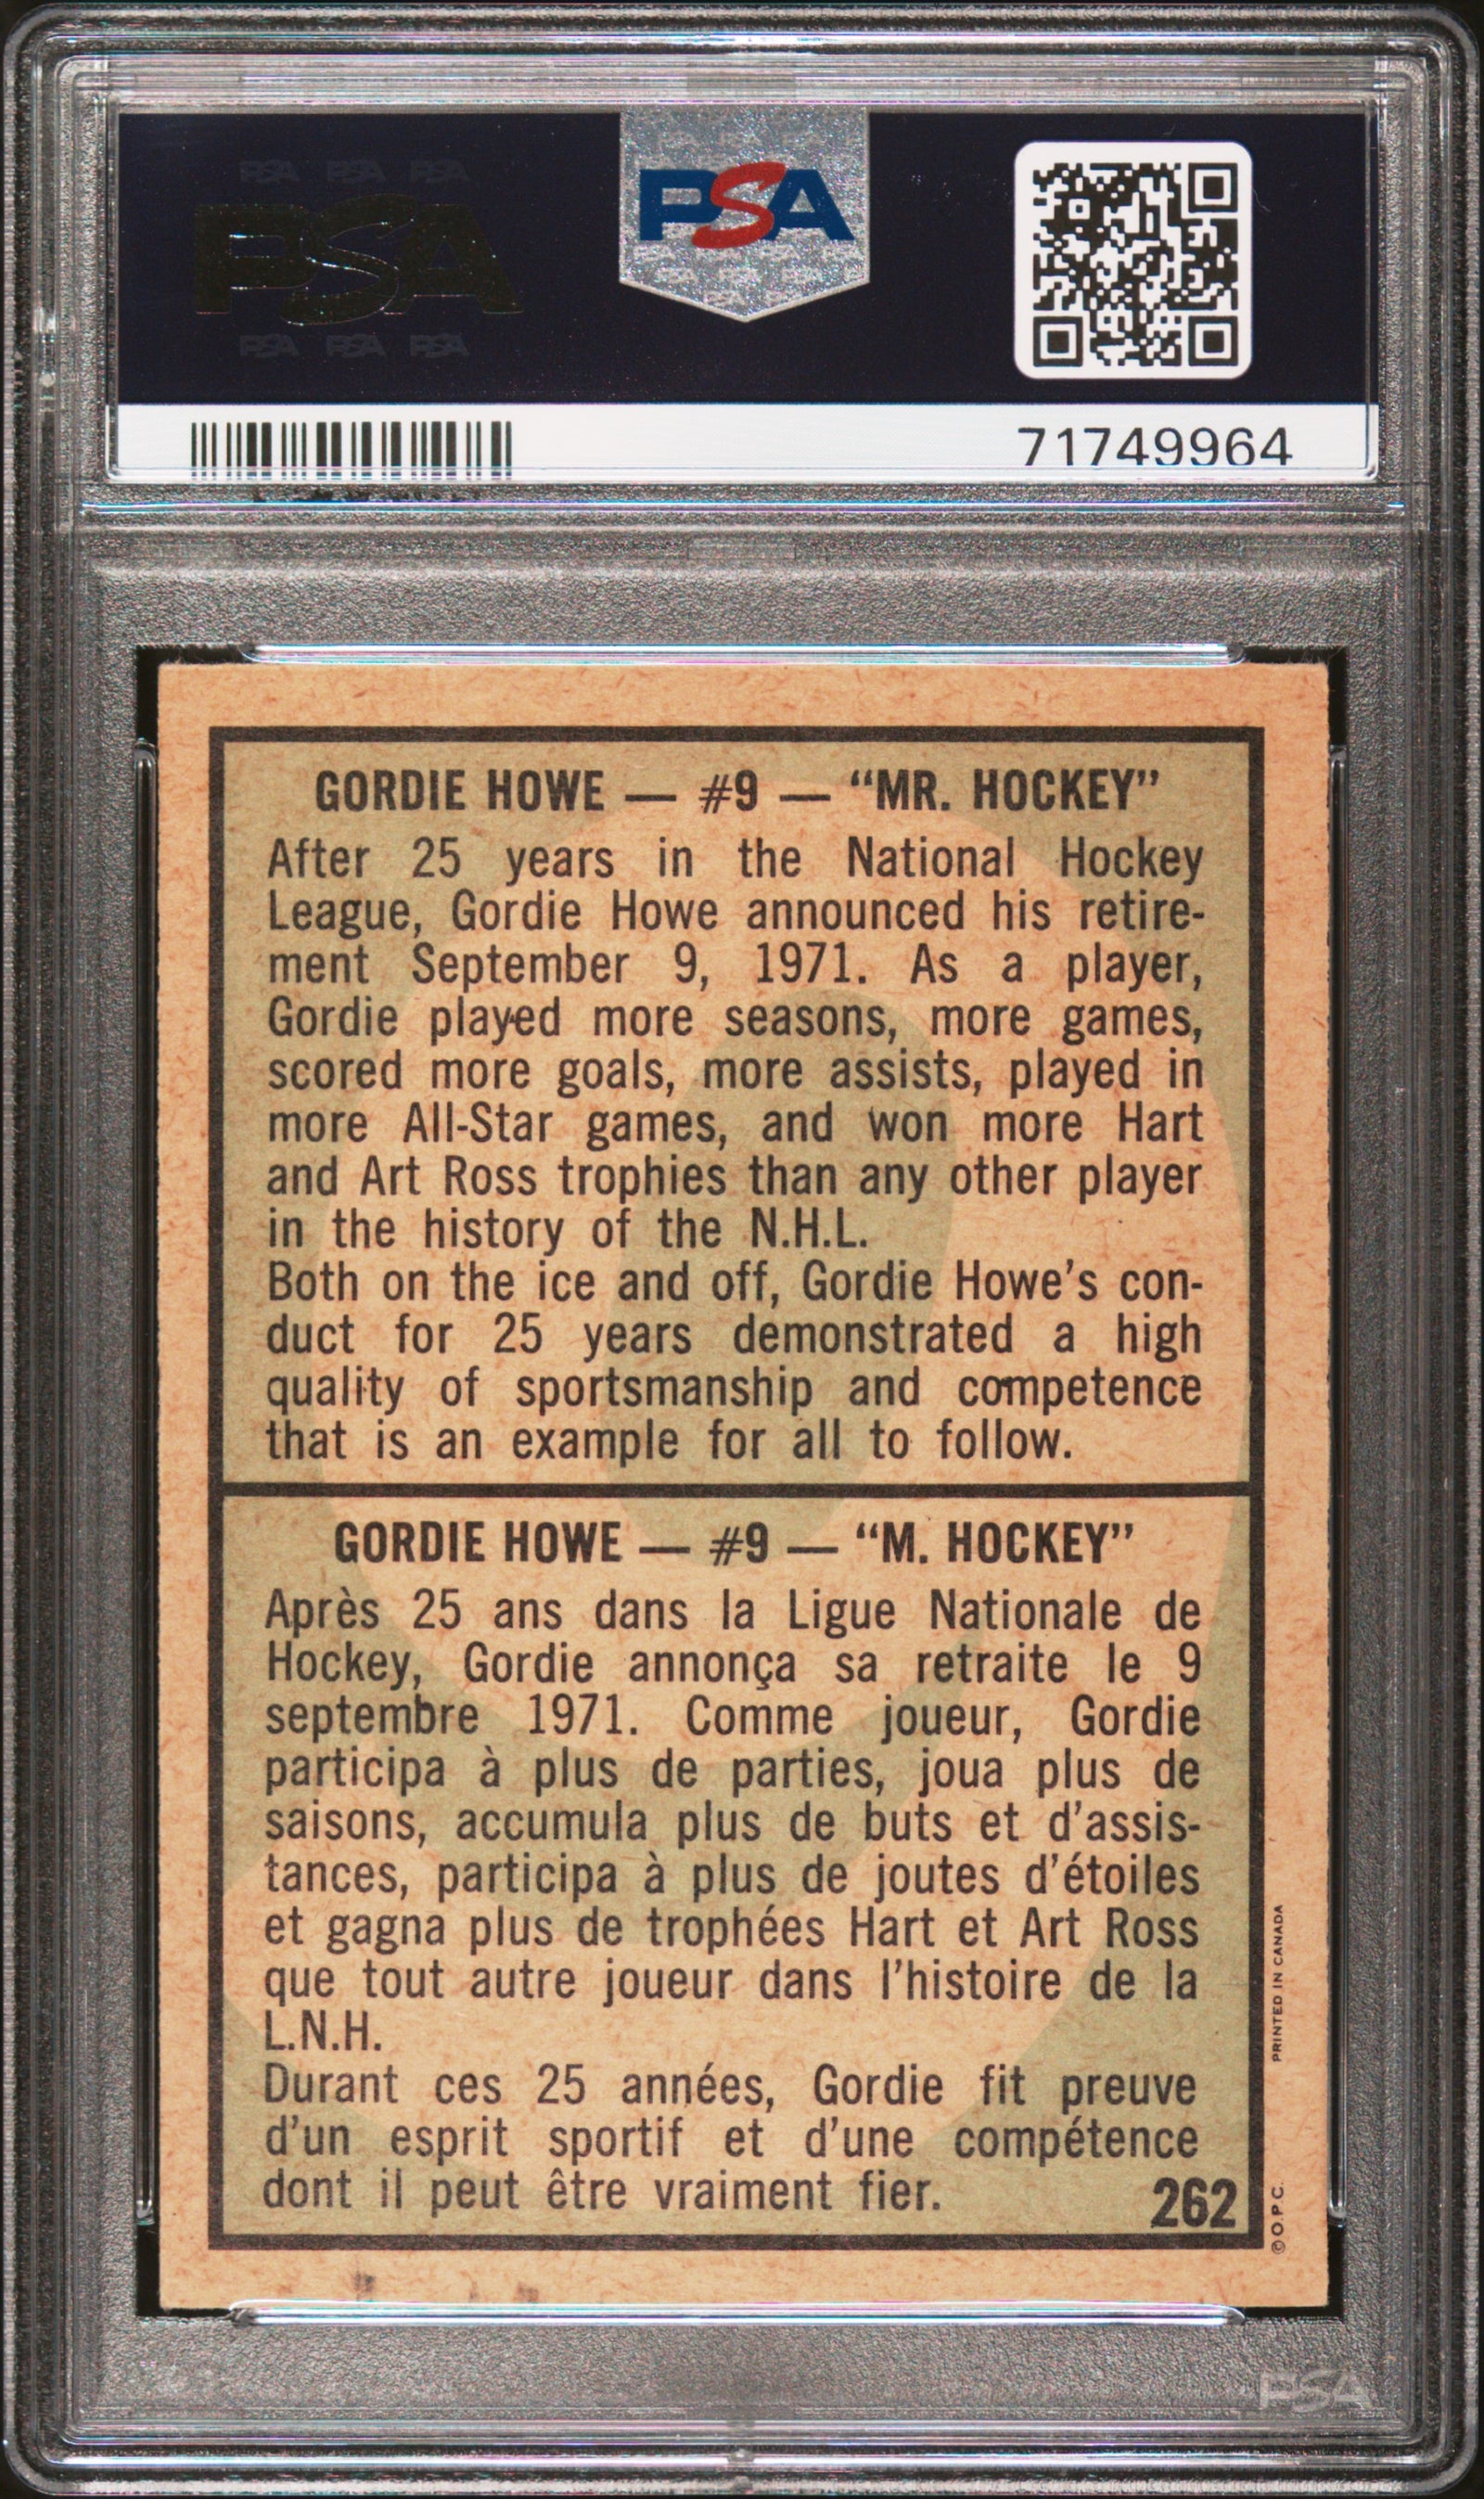 PSA PSA PSA
PSA
PSA PSA PSA
PSA
71749964
GORDIE HOWE — #9 — “MR. HOCKEY”
After 25 years in the National Hockey
League, Gordie Howe announced his retire-
ment September 9, 1971. As a player,
Gordie played more seasons, more games,
scored more goals, more assists, played in
more All-Star games, and won more Hart
and Art Ross trophies than any other player
in the history of the N.H.L.
Both on the ice and off, Gordie Howe's con-
duct for 25 years demonstrated a high
quality of sportsmanship and competence
that is an example for all to follow.
GORDIE HOWE — #9 — “M. HOCKEY”
Après 25 ans dans la Ligue Nationale de
Hockey, Gordie annonça sa retraite le 9
septembre 1971. Comme joueur, Gordie
participa à plus de parties, joua plus de
saisons, accumula plus de buts et d'assis-
tances, participa à plus de joutes d'étoiles
et gagna plus de trophées Hart et Art Ross
que tout autre joueur dans l'histoire de la
L.N.H.
Durant ces 25 années, Gordie fit preuve
d'un esprit sportif et d'une compétence
dont il peut être vraiment fier.
262
©O.P.C.
PRINTED IN CANADA
PSA